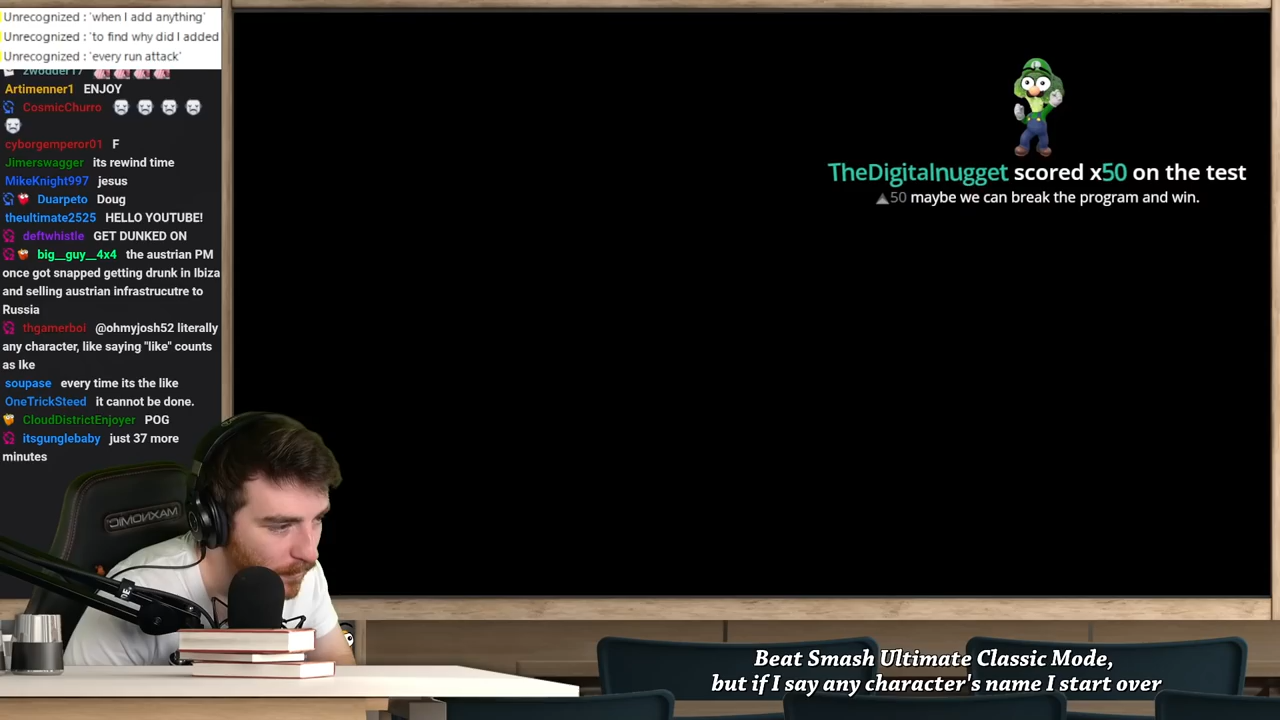 Unrecognized : 'when I add anything'
Unrecognized : 'to find why did I added
Unrecognized : 'every run attack'
zwodder17
Artimenner1 ENJOY
CosmicChurro
cyborgemperor01 F
Jimerswagger its rewind time
MikeKnight997 jesus
Duarpeto Doug
theultimate2525 HELLO YOUTUBE!
deftwhistle GET DUNKED ON
big__guy__4x4 the austrian PM
once got snapped getting drunk in Ibiza
and selling austrian infrastrucutre to
Russia
thgamerboi @ohmyjosh52 literally
any character, like saying "like" counts
as Ike
soupase every time its the like
OneTrickSteed it cannot be done.
CloudDistrictEnjoyer POG
itsgunglebaby just 37 more
minutes
TheDigitalnugget scored x50 on the test
50 maybe we can break the program and win.
MAXNOMIC
Beat Smash Ultimate Classic Mode,
but if I say any character's name I start over